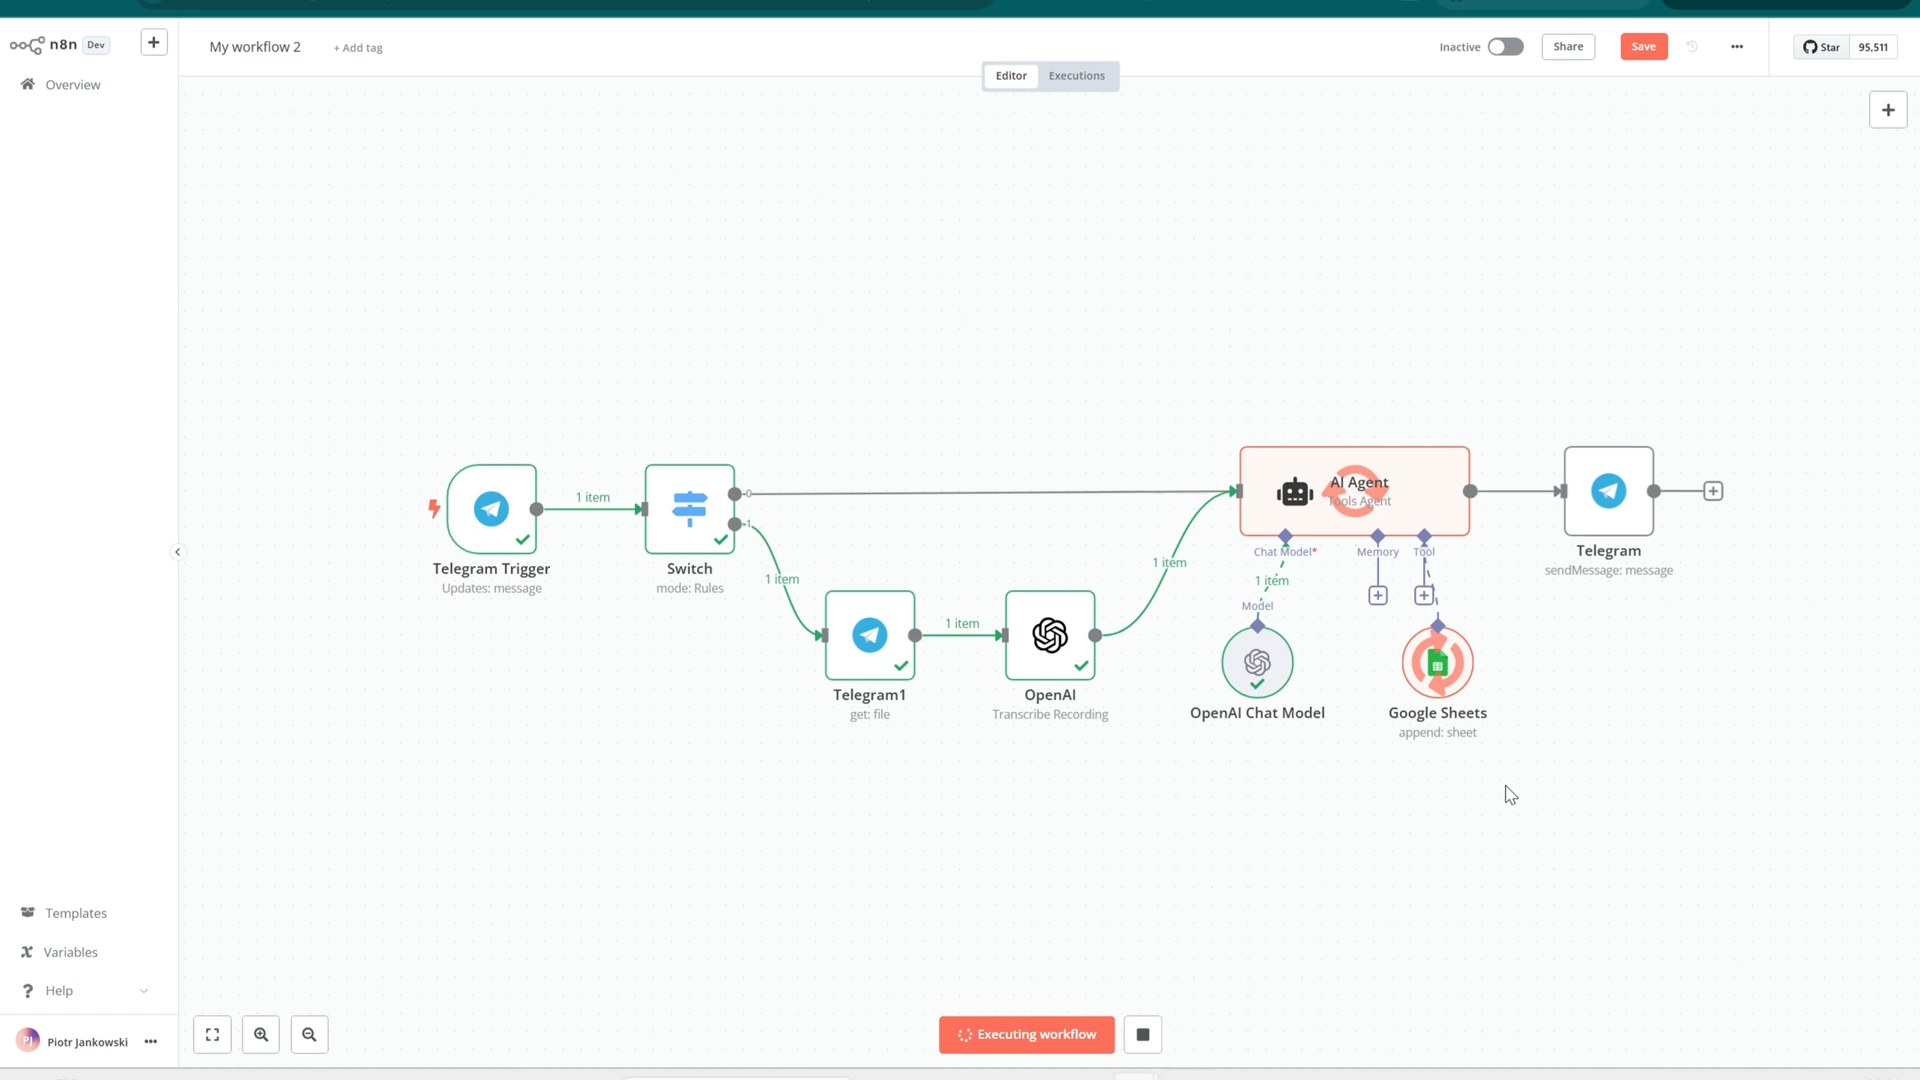 n8n Dev
My workflow 2
+ Add tag
Inactive
Share
Save
Star 95,511
Editor Executions
Overview
1 item
0
1
Telegram Trigger
Updates: message
Switch
mode: Rules
1 item
Telegram1
get: file
1 item
OpenAI
Transcribe Recording
1 item
AI Agent
Tools Agent
Chat Model*
Memory
Tool
1 item
Model
OpenAI Chat Model
Google Sheets
append: sheet
Telegram
sendMessage: message
Templates
Variables
Help
PJ
Piotr Jankowski
Executing workflow